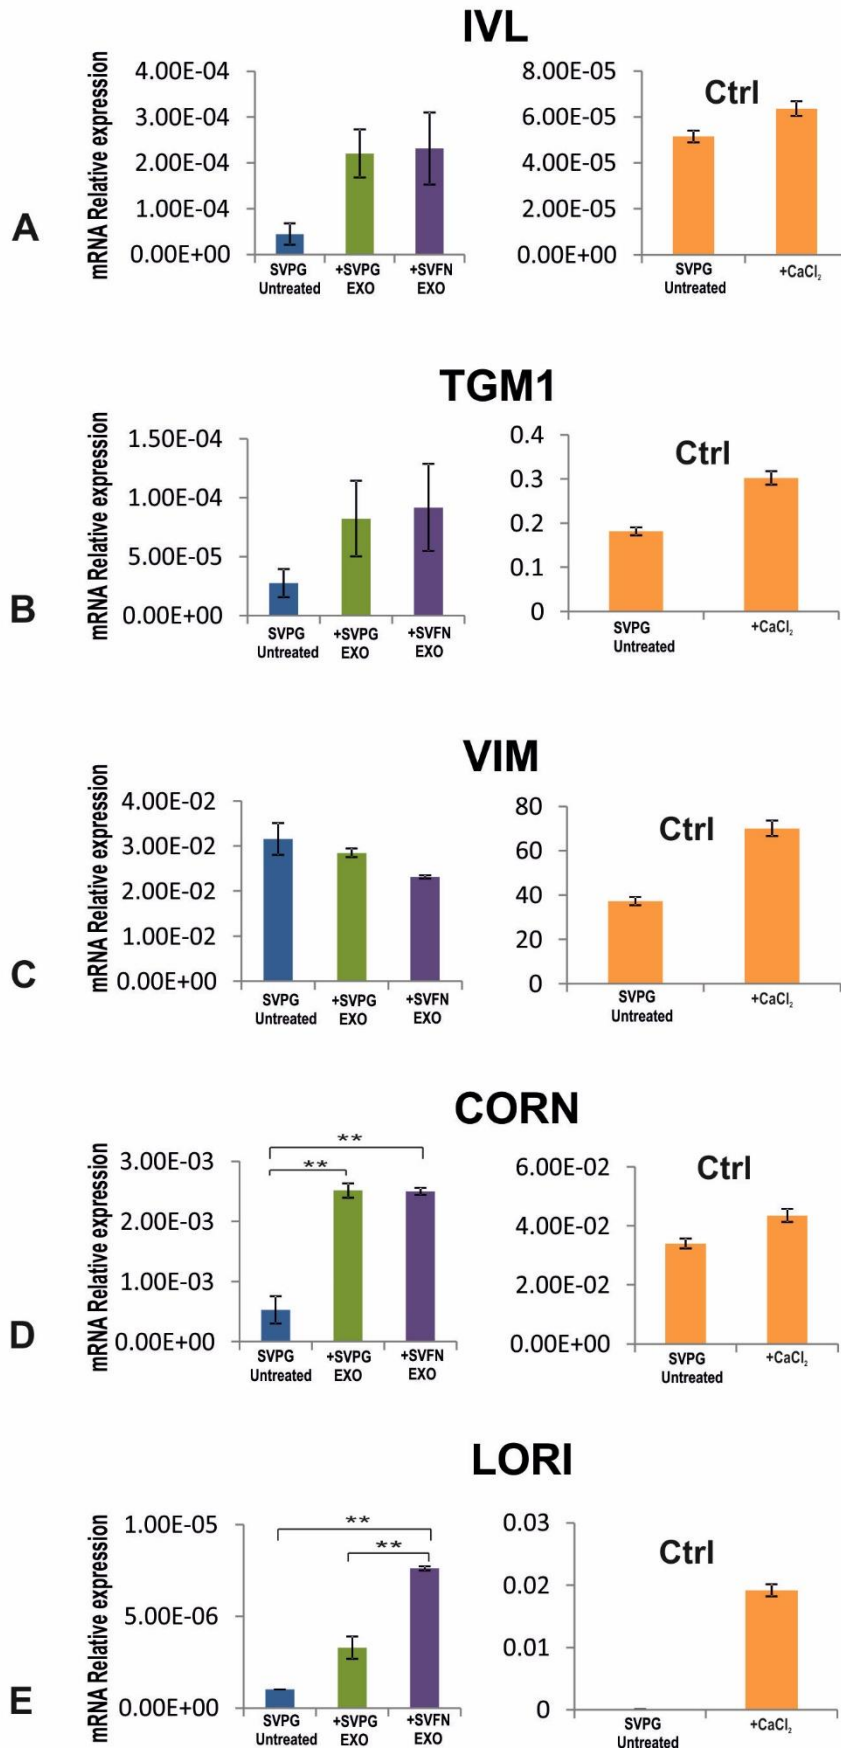 IVL
mRNA Relative expression
4.00E-04
3.00E-04
2.00E-04
1.00E-04
0.00E+00
SVPG
Untreated
+SVPG
EXO
+SVFN
EXO
8.00E-05
6.00E-05
4.00E-05
2.00E-05
0.00E+00
Ctrl
SVPG
Untreated
+CaCl₂
A
TGM1
mRNA Relative expression
1.50E-04
1.00E-04
5.00E-05
0.00E+00
SVPG
Untreated
+SVPG
EXO
+SVFN
EXO
0.4
0.3
0.2
0.1
0
Ctrl
SVPG
Untreated
+CaCl₂
B
VIM
mRNA Relative expression
4.00E-02
3.00E-02
2.00E-02
1.00E-02
0.00E+00
SVPG
Untreated
+SVPG
EXO
+SVFN
EXO
80
60
40
20
0
Ctrl
SVPG
Untreated
+CaCl₂
C
CORN
mRNA Relative expression
3.00E-03
2.00E-03
1.00E-03
0.00E+00
**
**
SVPG
Untreated
+SVPG
EXO
+SVFN
EXO
6.00E-02
4.00E-02
2.00E-02
0.00E+00
Ctrl
SVPG
Untreated
+CaCl₂
D
LORI
mRNA Relative expression
1.00E-05
5.00E-06
0.00E+00
**
**
SVPG
Untreated
+SVPG
EXO
+SVFN
EXO
0.03
0.02
0.01
0
Ctrl
SVPG
Untreated
+CaCl₂
E